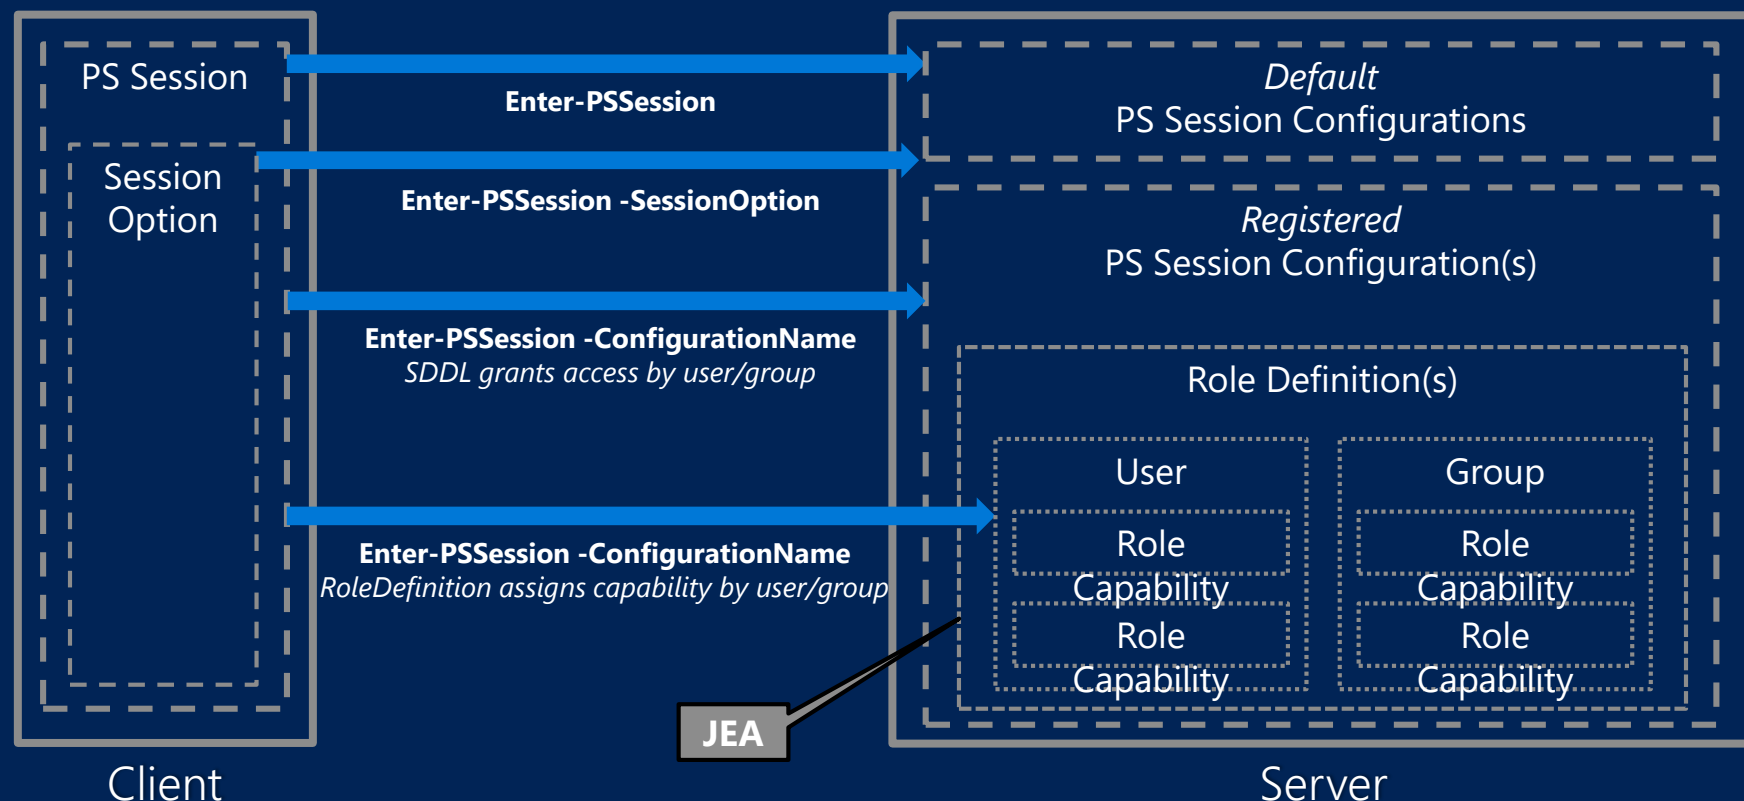 PS Session
Session
Option
Enter-PSSession
Enter-PSSession -SessionOption
Enter-PSSession -ConfigurationName
SDDL grants access by user/group
Enter-PSSession -ConfigurationName
RoleDefinition assigns capability by user/group
JEA
Default
PS Session Configurations
Registered
PS Session Configuration(s)
Role Definition(s)
User
Role
Capability
Role
Capability
Group
Role
Capability
Role
Capability
Client
Server